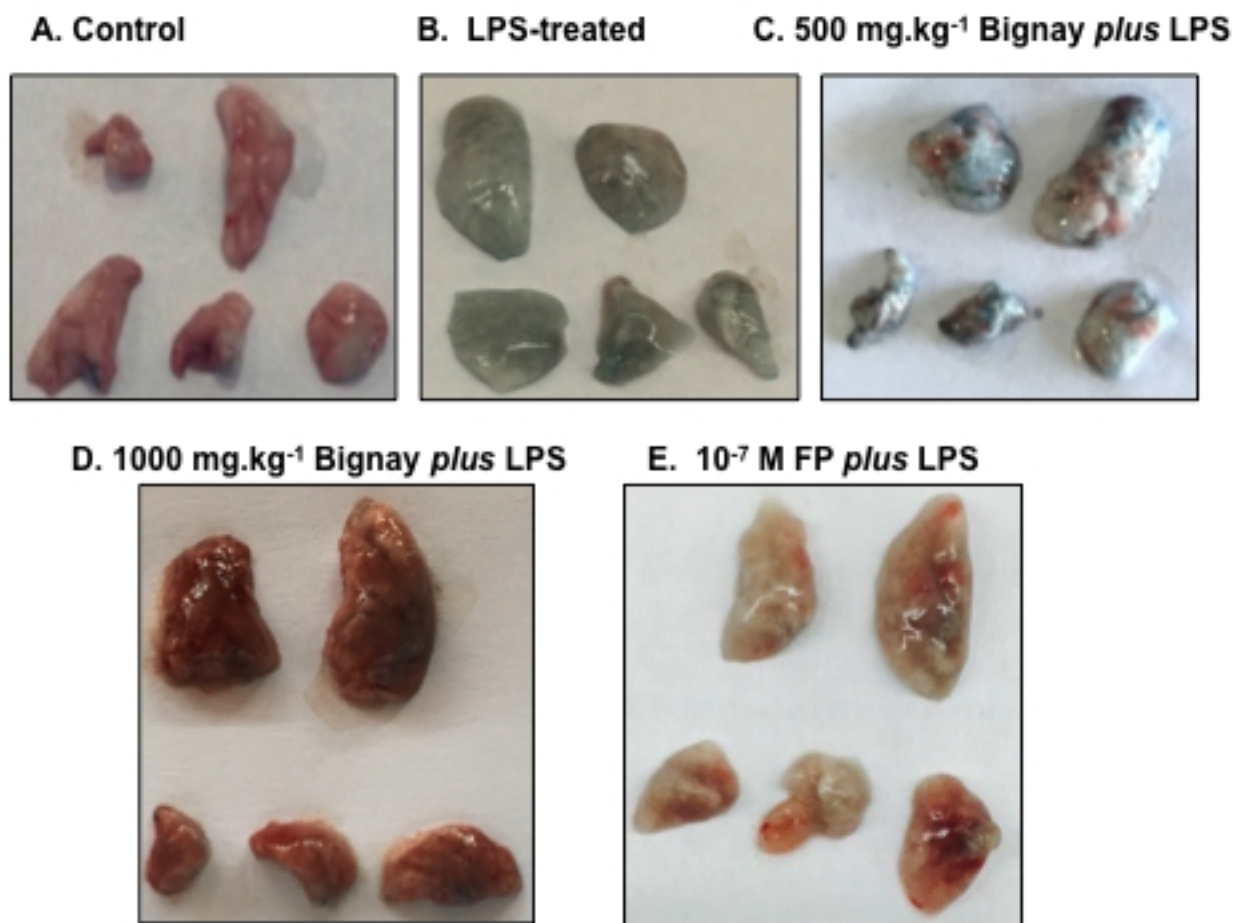 A. Control
B. LPS-treated
C. 500 mg.kg⁻¹ Bignay plus LPS
D. 1000 mg.kg⁻¹ Bignay plus LPS
E. 10⁻⁷ M FP plus LPS